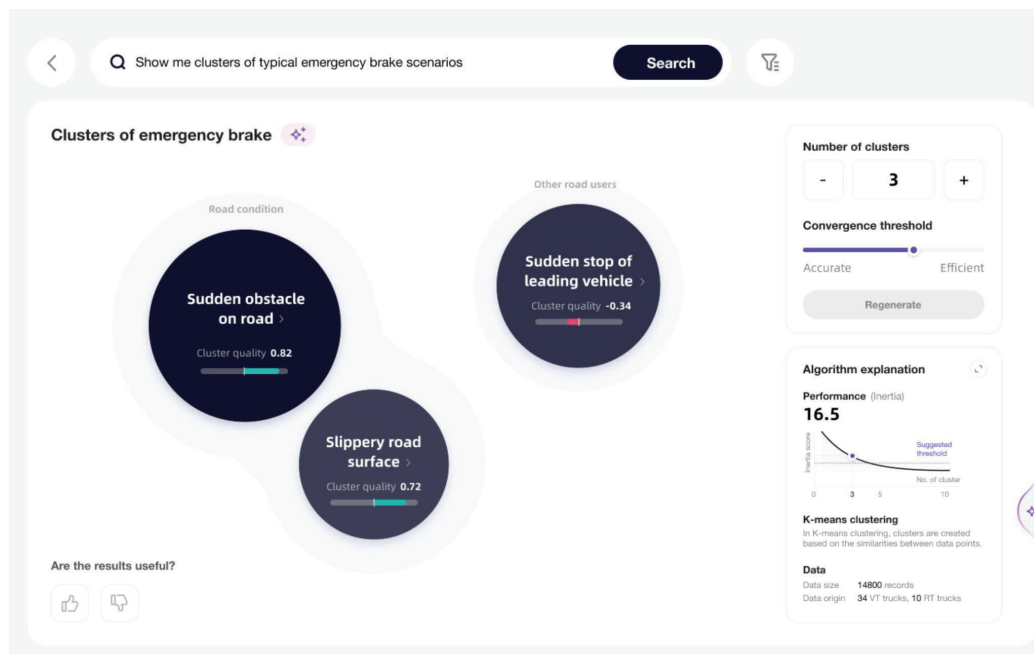 Show me clusters of typical emergency brake scenarios
Search
Clusters of emergency brake
Road condition
Sudden obstacle
on road
Cluster quality 0.82
Slippery road
surface
Cluster quality 0.72
Other road users
Sudden stop of
leading vehicle
Cluster quality -0.34
Are the results useful?
Number of clusters
- 3 +
Convergence threshold
Accurate Efficient
Regenerate
Algorithm explanation
Performance (Inertia)
16.5
Inertia score
Suggested
threshold
No. of cluster
0 3 5 10
K-means clustering
In K-means clustering, clusters are created
based on the similarities between data points.
Data
Data size 14800 records
Data origin 34 VT trucks, 10 RT trucks